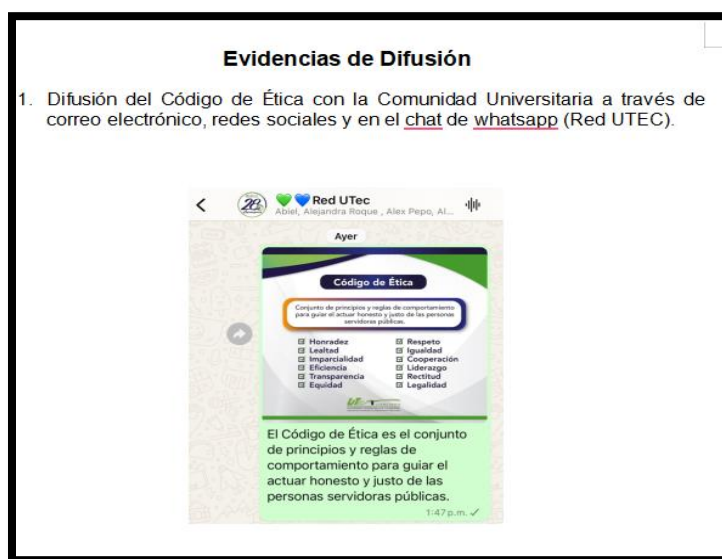 Evidencias de Difusión
1. Difusión del Código de Ética con la Comunidad Universitaria a través de
correo electrónico, redes sociales y en el chat de whatsapp (Red UTEC).
💚 💙 Red UTec
Abiel, Alejandra Roque , Alex Pepo, Al...
Ayer
Código de Ética
Conjunto de principios y reglas de comportamiento
para guiar el actuar honesto y justo de las personas
servidoras públicas.
Honradez
Lealtad
Imparcialidad
Eficiencia
Transparencia
Equidad
Respeto
Igualdad
Cooperación
Liderazgo
Rectitud
Legalidad
El Código de Ética es el conjunto
de principios y reglas de
comportamiento para guiar el
actuar honesto y justo de las
personas servidoras públicas.
1:47 p.m.